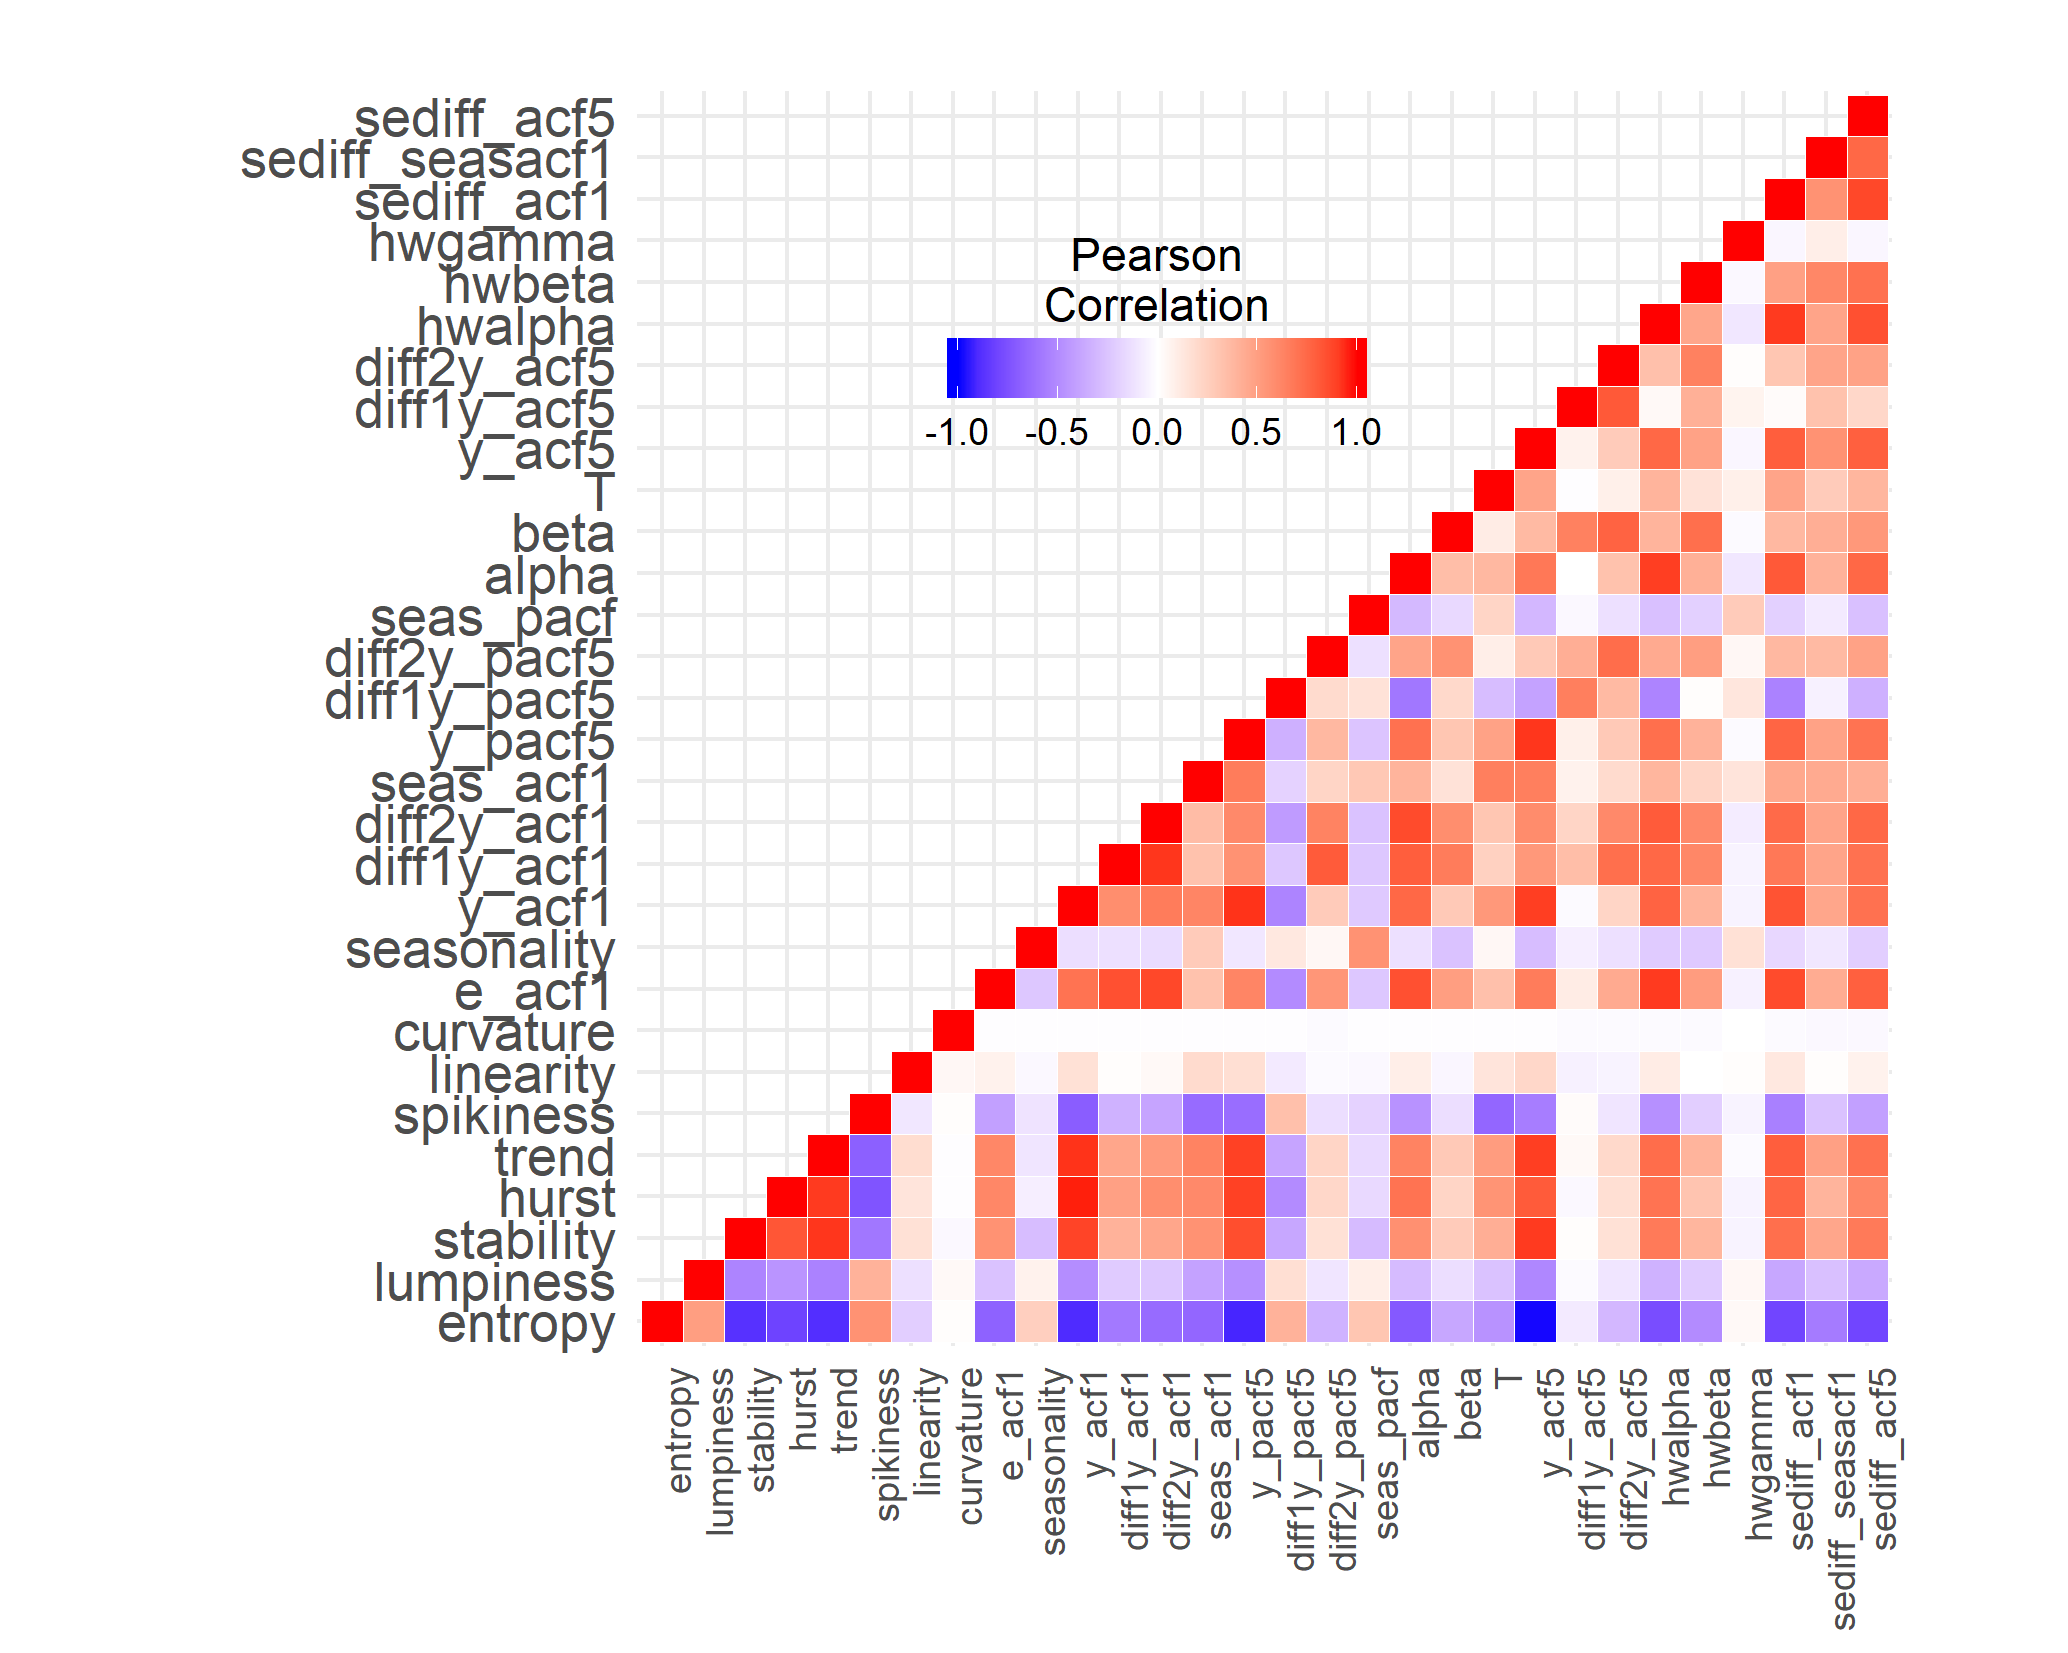 sediff_acf5
sediff_seasacf1
sediff_acf1
hwgamma
hwbeta
hwalpha
diff2y_acf5
diff1y_acf5
y_acf5
T
beta
alpha
seas_pacf
diff2y_pacf5
diff1y_pacf5
y_pacf5
seas_acf1
diff2y_acf1
diff1y_acf1
y_acf1
seasonality
e_acf1
curvature
linearity
spikiness
trend
hurst
stability
lumpiness
entropy
Pearson
Correlation
-1.0 -0.5 0.0 0.5 1.0
entropy
lumpiness
stability
hurst
trend
spikiness
linearity
curvature
e_acf1
seasonality
y_acf1
diff1y_acf1
diff2y_acf1
seas_acf1
y_pacf5
diff1y_pacf5
diff2y_pacf5
seas_pacf
alpha
beta
T
y_acf5
diff1y_acf5
diff2y_acf5
hwalpha
hwbeta
hwgamma
sediff_acf1
sediff_seasacf1
sediff_acf5